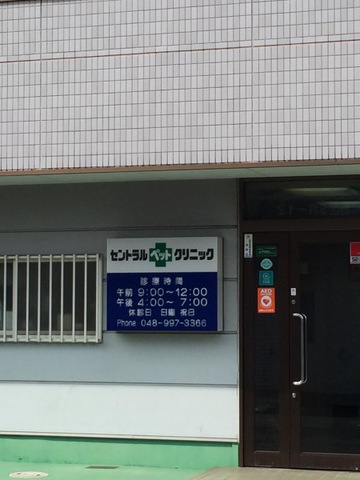 セントラルペットクリニック
診療時間
午前 9:00～12:00
午後 4:00～7:00
休診日 日曜 祝日
Phone 048-997-3366
AED